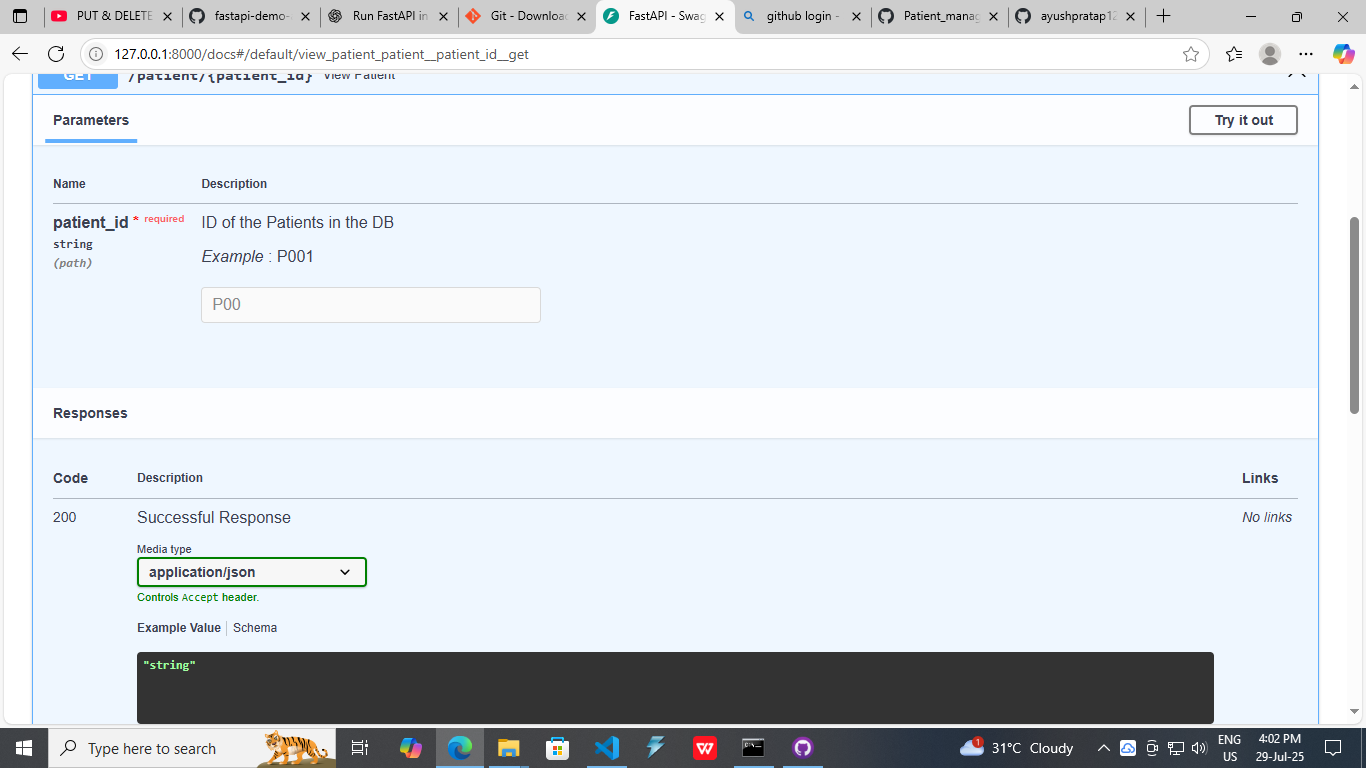 PUT & DELETE
fastapi-demo-
Run FastAPI in
Git - Downloac
FastAPI - Swag
github login -
Patient_manag
ayushpratap12
127.0.0.1:8000/docs#/default/view_patient_patient__patient_id__get
GET /patient/{patient_id} View Patient
Parameters
Try it out
Name Description
patient_id * required
ID of the Patients in the DB
string
(path)
Example : P001
P00
Responses
Code Description Links
200 Successful Response No links
Media type
application/json
Controls Accept header.
Example Value Schema
"string"
Type here to search
1
31°C Cloudy
ENG
US
4:02 PM
29-Jul-25